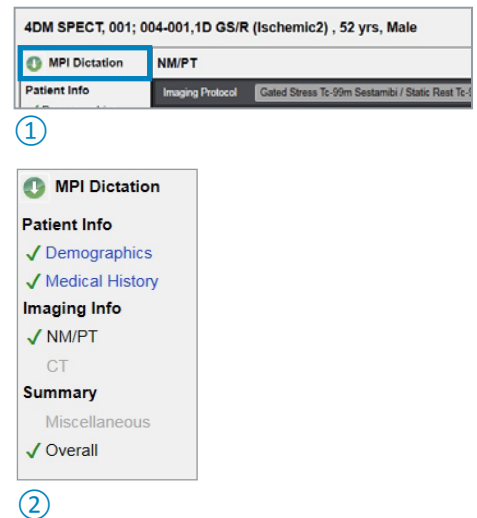 4DM SPECT, 001; 004-001,1D GS/R (Ischemic2) , 52 yrs, Male
MPI Dictation NM/PT
Patient Info Imaging Protocol Gated Stress Tc-99m Sestamibi / Static Rest Tc-
①
MPI Dictation
Patient Info
✓ Demographics
✓ Medical History
Imaging Info
✓ NM/PT
CT
Summary
Miscellaneous
✓ Overall
②